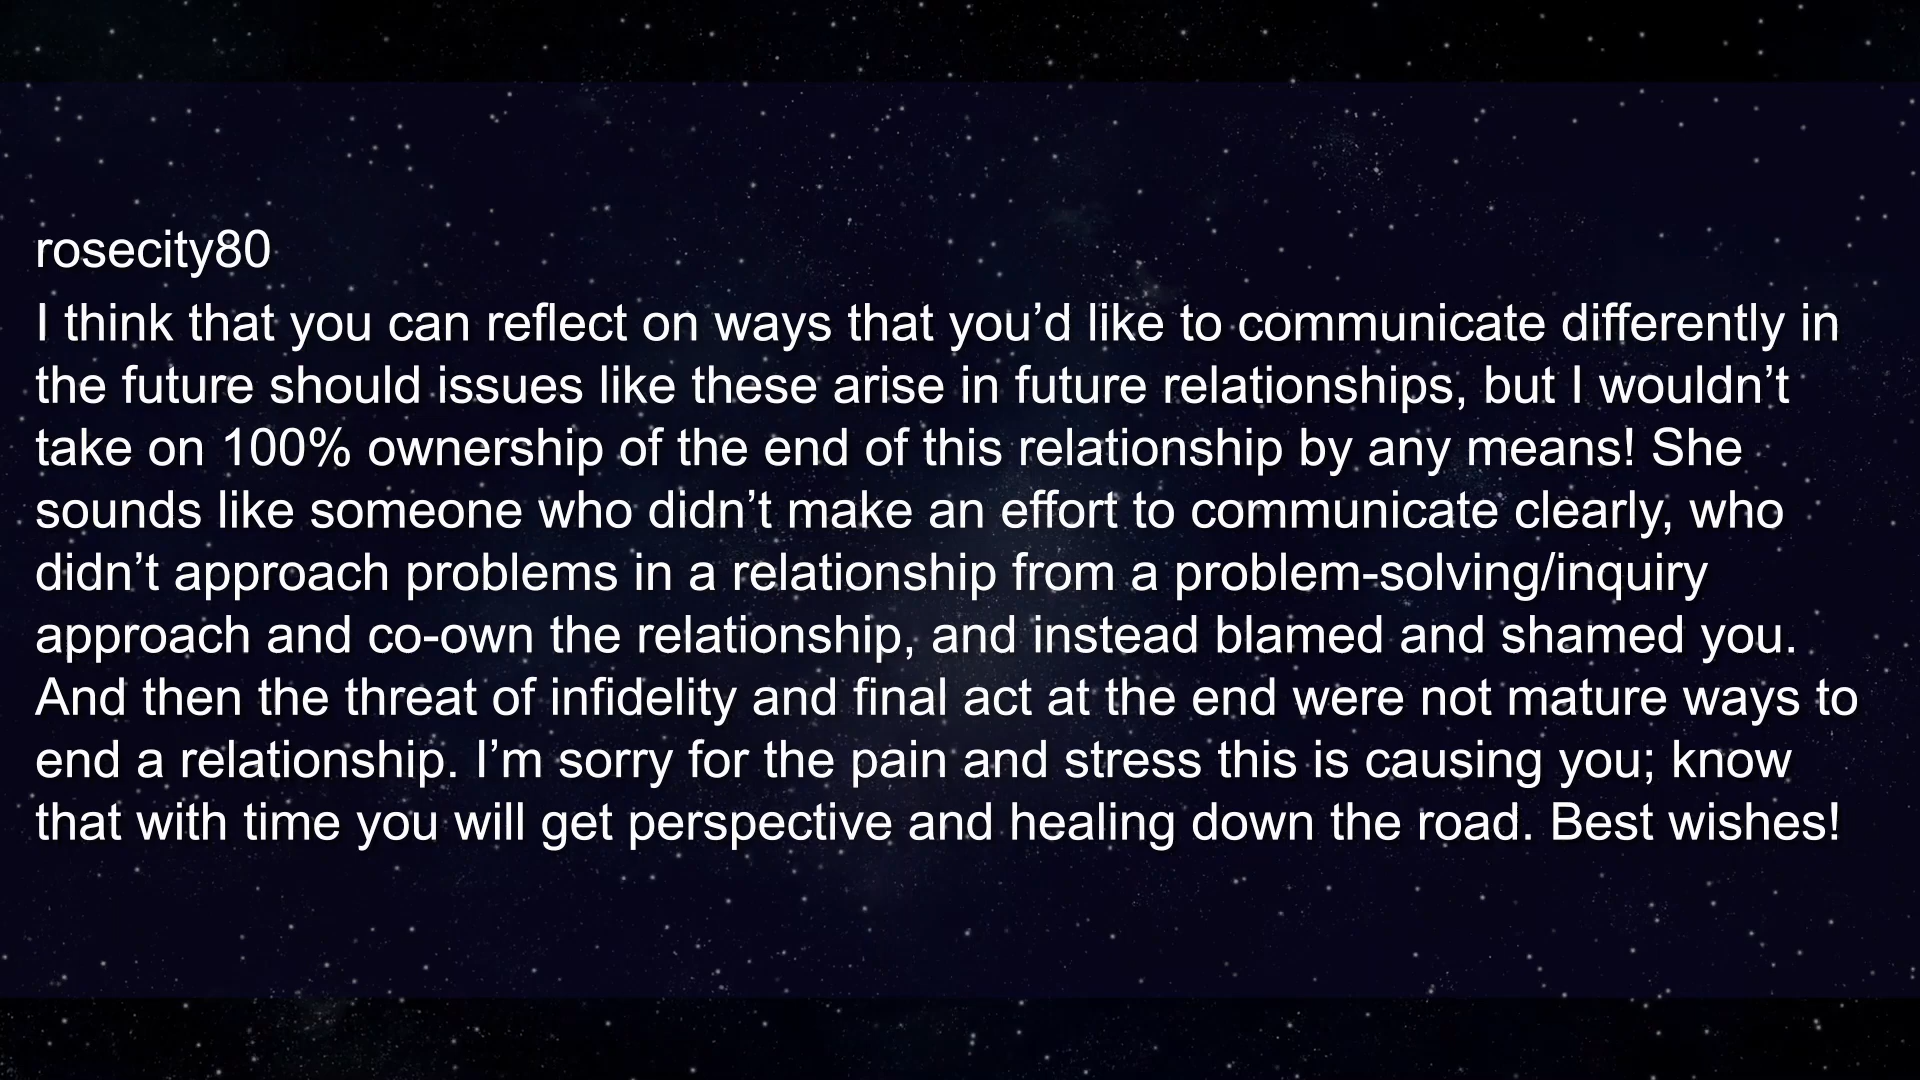 rosecity80
I think that you can reflect on ways that you’d like to communicate differently in
the future should issues like these arise in future relationships, but I wouldn’t
take on 100% ownership of the end of this relationship by any means! She
sounds like someone who didn’t make an effort to communicate clearly, who
didn’t approach problems in a relationship from a problem-solving/inquiry
approach and co-own the relationship, and instead blamed and shamed you.
And then the threat of infidelity and final act at the end were not mature ways to
end a relationship. I’m sorry for the pain and stress this is causing you; know
that with time you will get perspective and healing down the road. Best wishes!